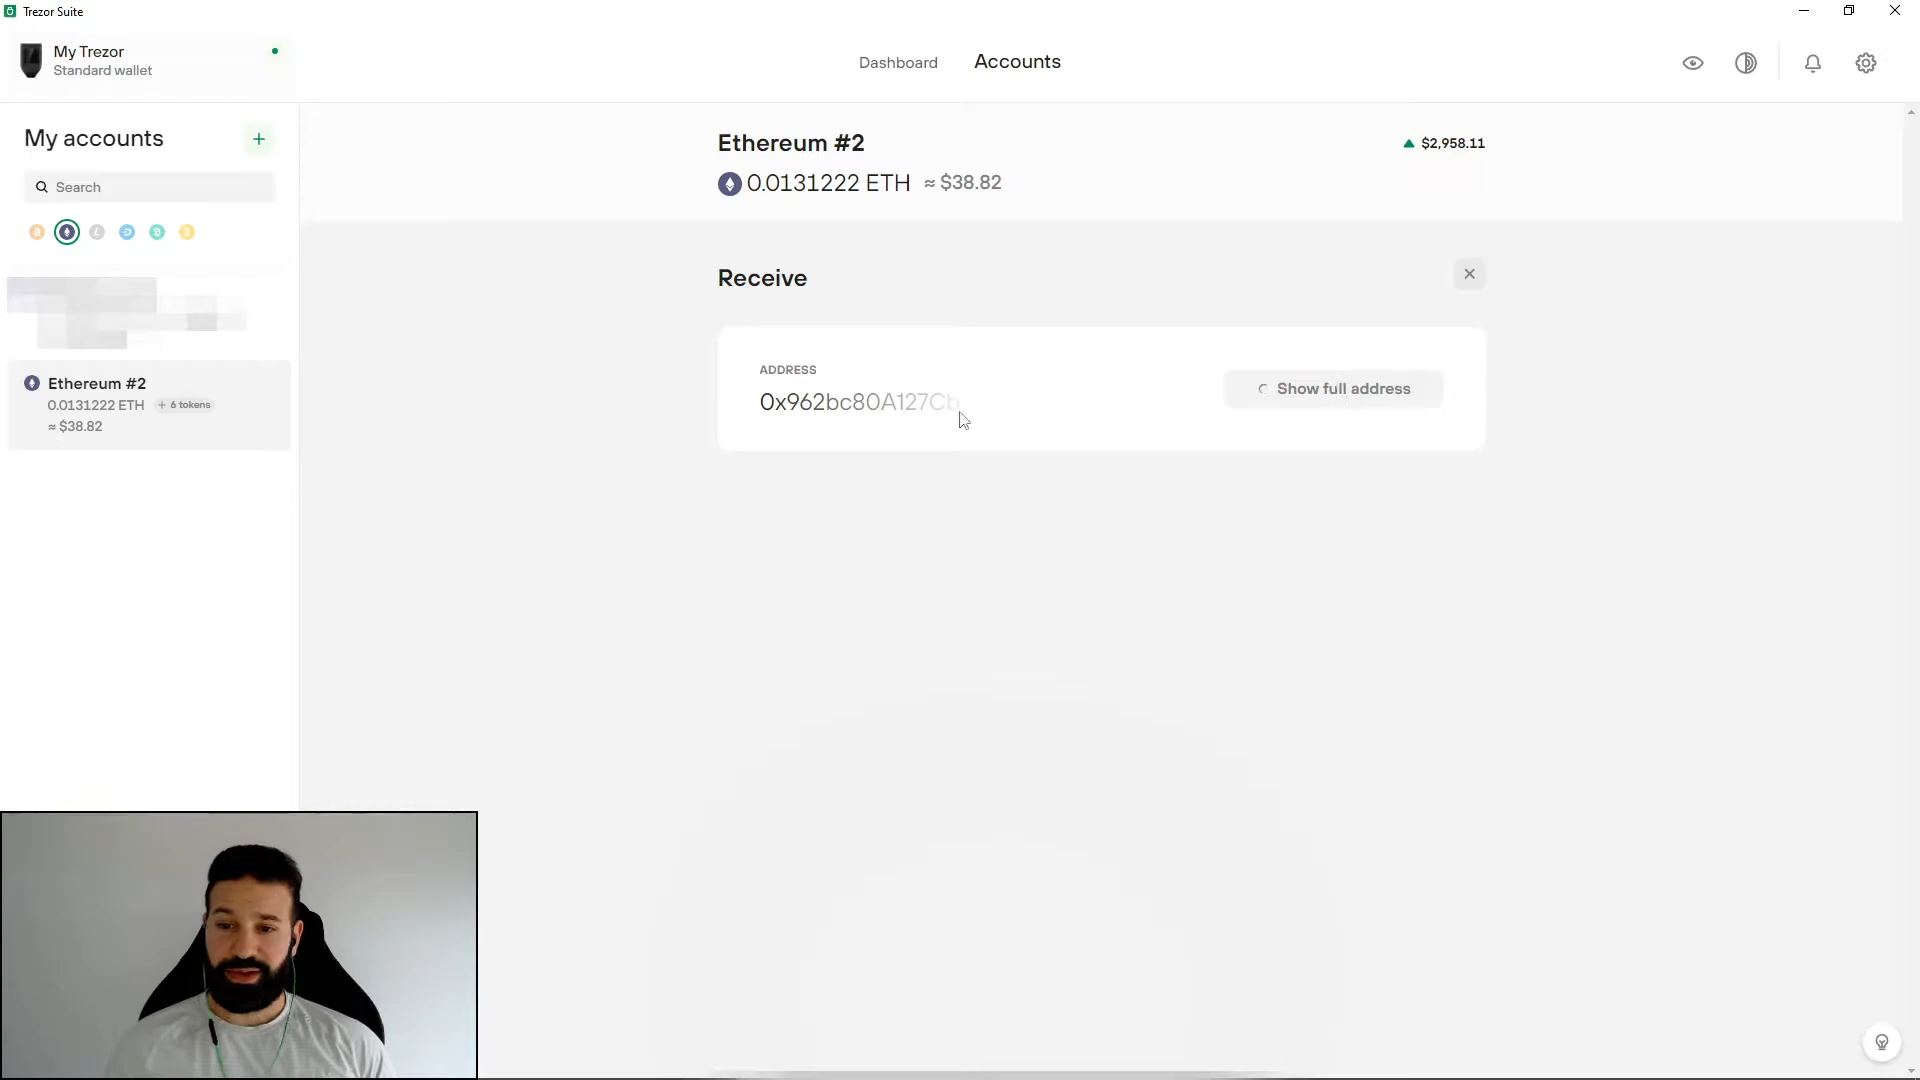 Trezor Suite
My Trezor
Standard wallet
Dashboard
Accounts
My accounts
+
Search
Ethereum #2
0.0131222 ETH + 6 tokens
≈ $38.82
Ethereum #2
$2,958.11
0.0131222 ETH ≈ $38.82
Receive
ADDRESS
0x962bc80A127Cb
Show full address